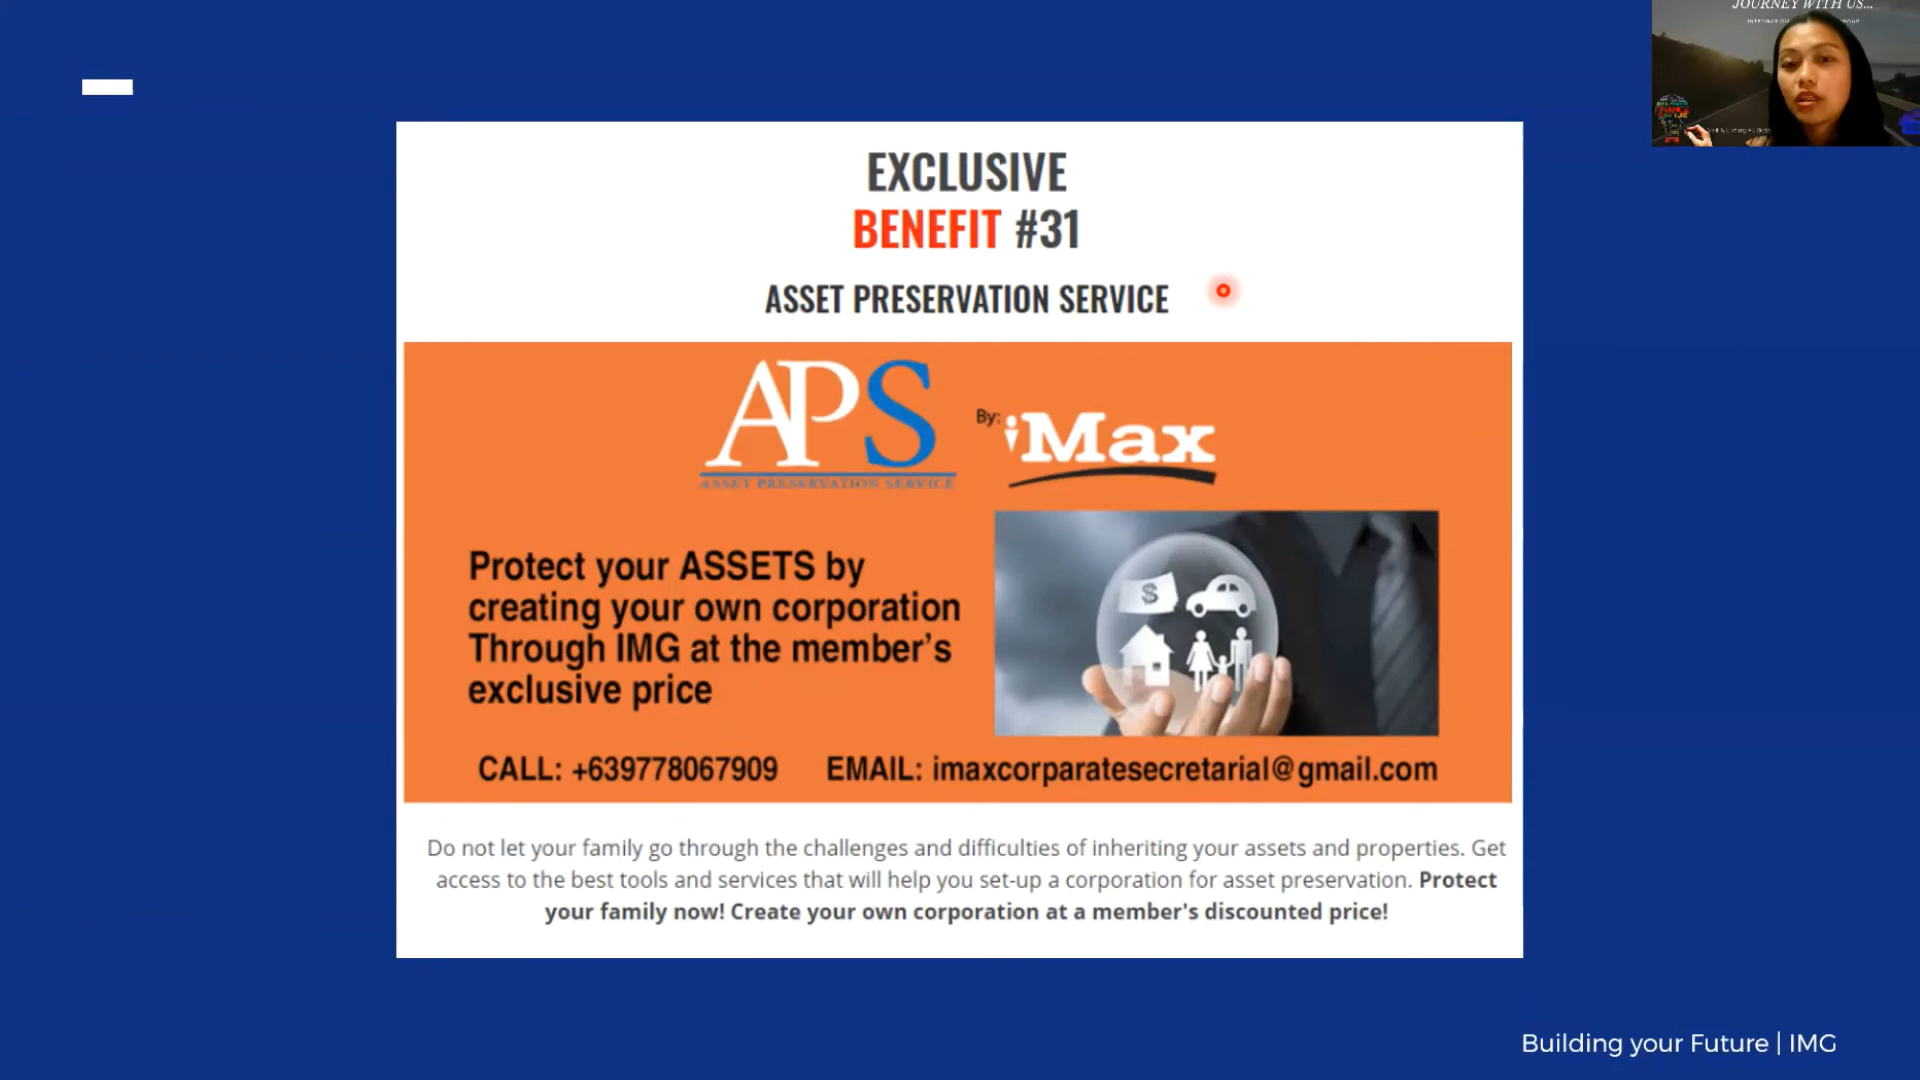 JOURNEY WITH US...
EXCLUSIVE
BENEFIT #31
ASSET PRESERVATION SERVICE
APS
ASSET PRESERVATION SERVICE
By:
iMax
Protect your ASSETS by
creating your own corporation
Through IMG at the member's
exclusive price
$
CALL: +639778067909 EMAIL: imaxcorparatesecretarial@gmail.com
Do not let your family go through the challenges and difficulties of inheriting your assets and properties. Get
access to the best tools and services that will help you set-up a corporation for asset preservation. Protect
your family now! Create your own corporation at a member's discounted price!
Building your Future | IMG